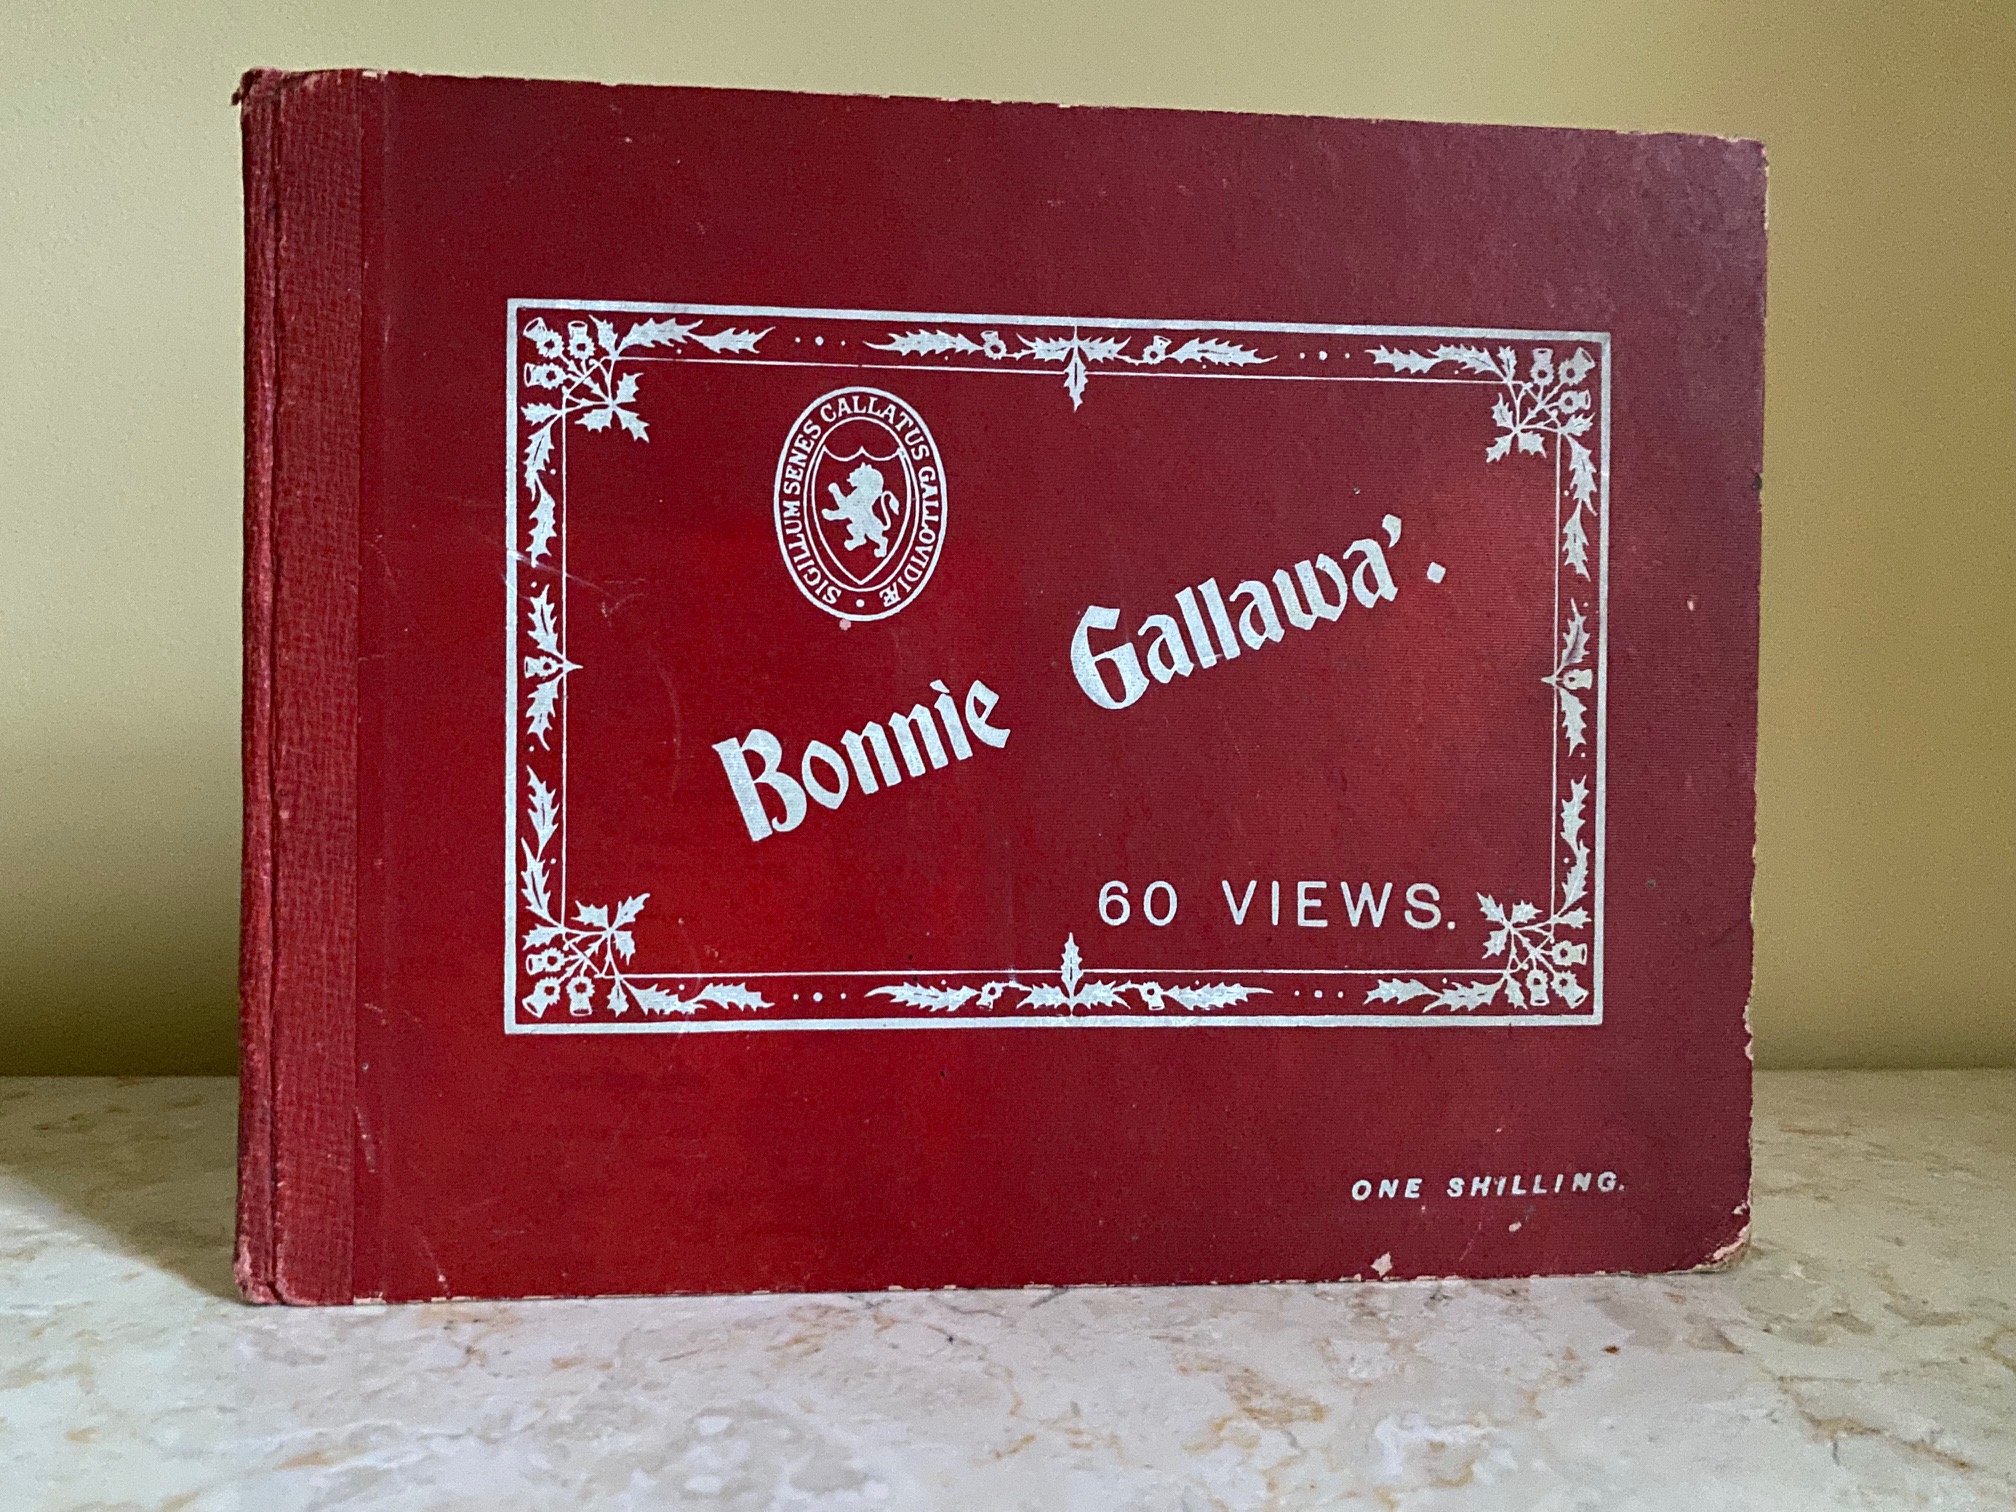 SIGILLUM SENES CALLATUS GALLOVIDIÆ
Bonnie Gallawa'.
60 VIEWS.
ONE SHILLING.